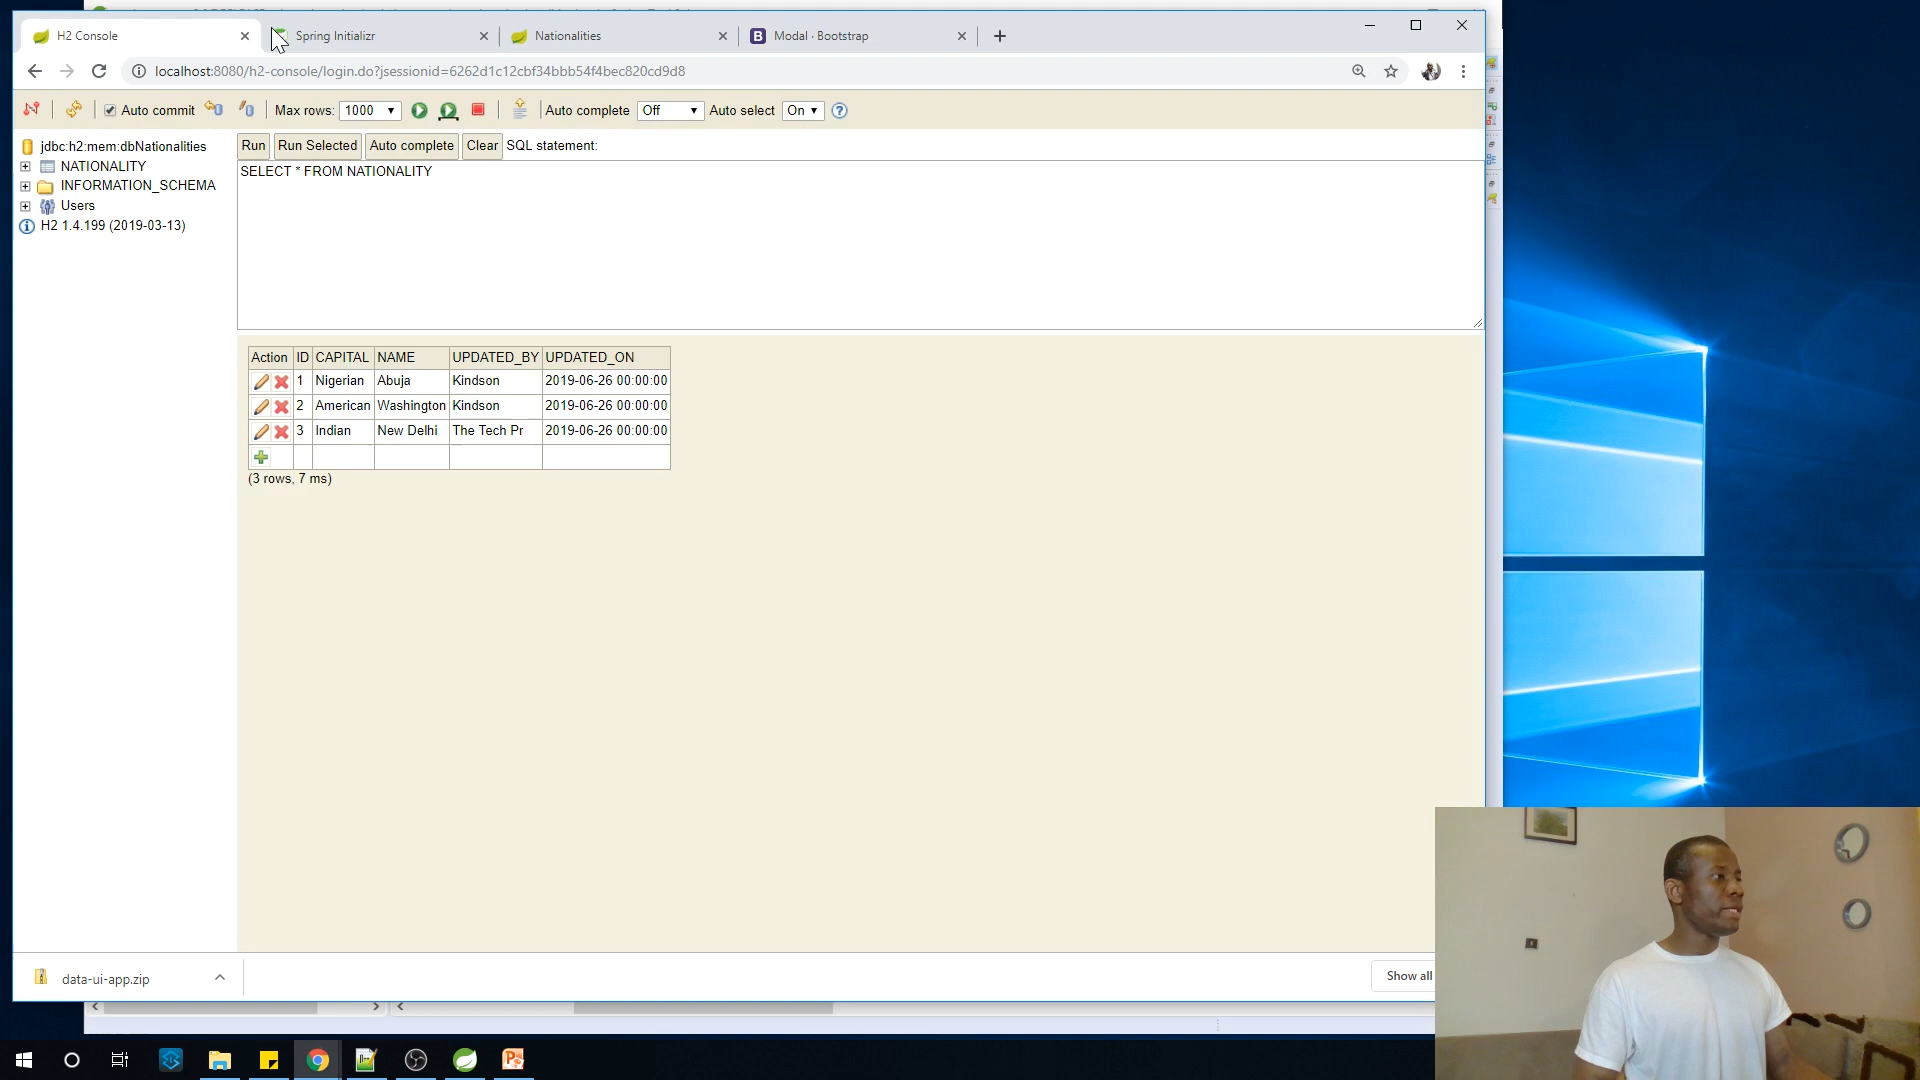 H2 Console
Spring Initializr
Nationalities
Modal · Bootstrap
localhost:8080/h2-console/login.do?jsessionid=6262d1c12cbf34bbb54f4bec820cd9d8
Auto commit
Max rows: 1000
Auto complete Off
Auto select On
jdbc:h2:mem:dbNationalities
NATIONALITY
INFORMATION_SCHEMA
Users
H2 1.4.199 (2019-03-13)
Run Run Selected Auto complete Clear SQL statement:
SELECT * FROM NATIONALITY
Action ID CAPITAL NAME UPDATED_BY UPDATED_ON
1 Nigerian Abuja Kindson 2019-06-26 00:00:00
2 American Washington Kindson 2019-06-26 00:00:00
3 Indian New Delhi The Tech Pr 2019-06-26 00:00:00
(3 rows, 7 ms)
data-ui-app.zip
Show all